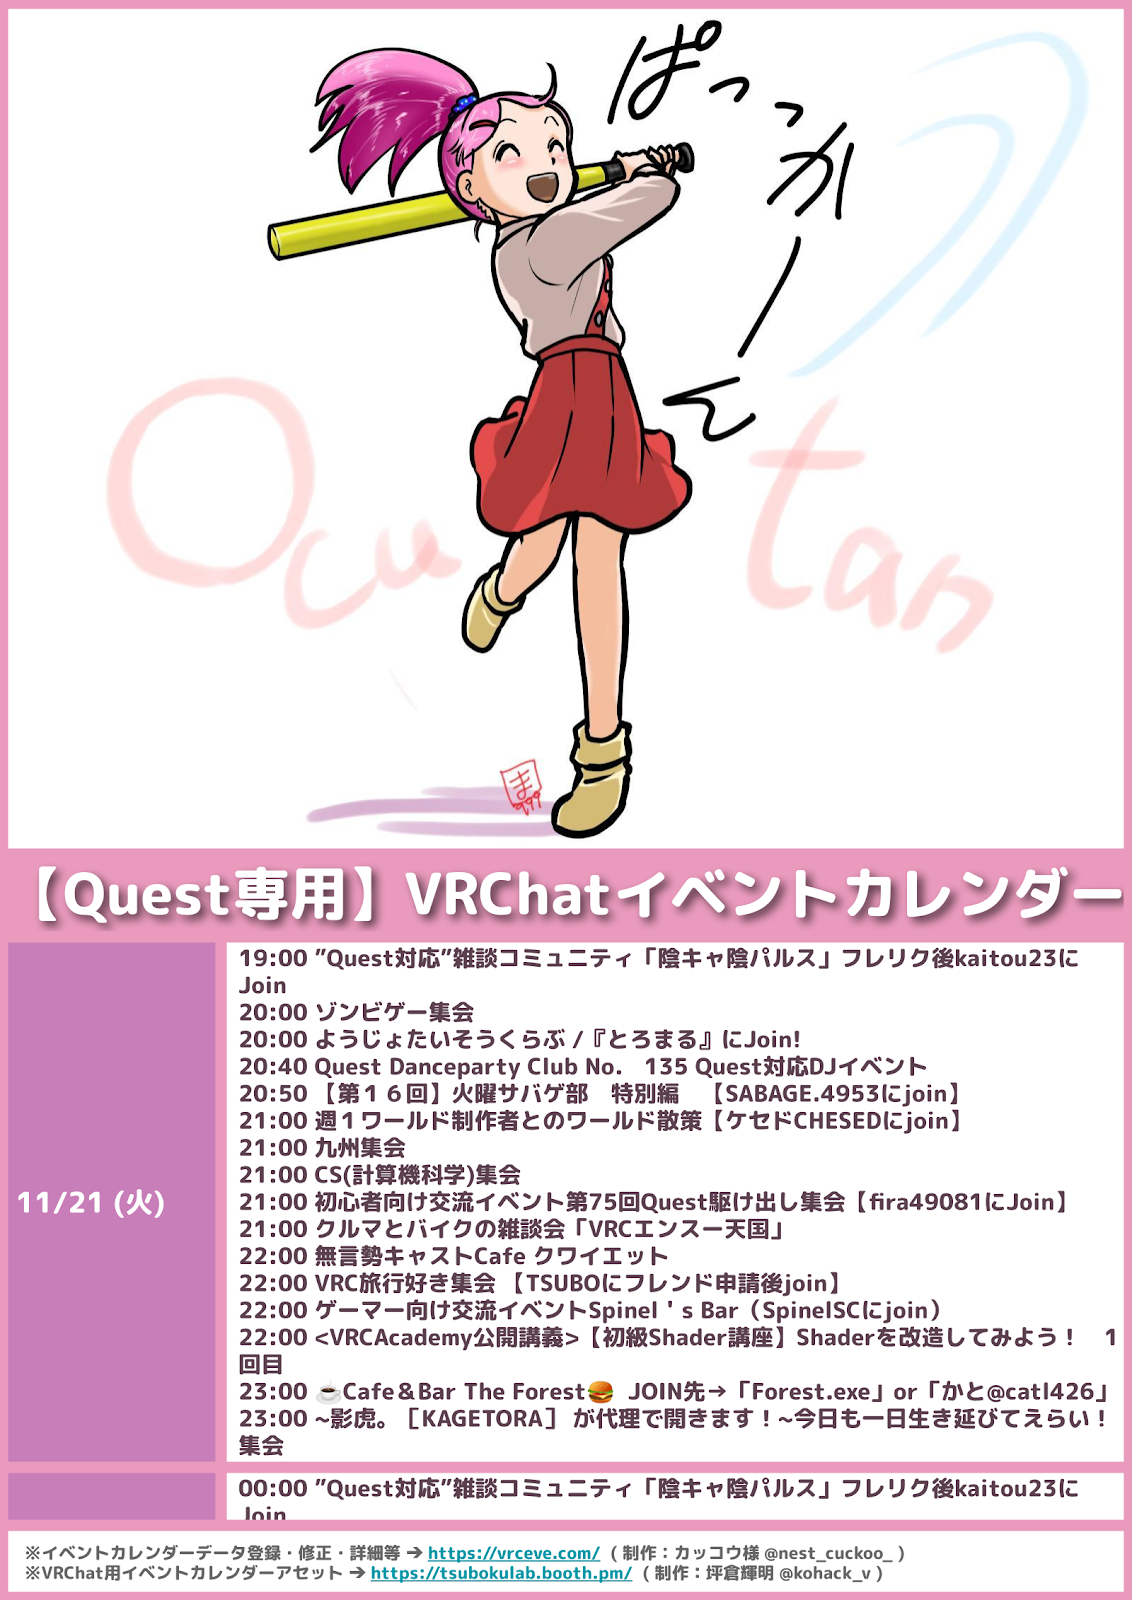 ぱっっかーん
Ocu tan
ま
999
【Quest専用】VRChatイベントカレンダー
19:00 ”Quest対応”雑談コミュニティ「陰キャ陰パルス」フレリク後kaitou23に
Join
20:00 ゾンビゲー集会
20:00 ようじょたいそうくらぶ /『とろまる』にJoin!
20:40 Quest Danceparty Club No.　135 Quest対応DJイベント
20:50 【第１６回】火曜サバゲ部　特別編　【SABAGE.4953にjoin】
21:00 週１ワールド制作者とのワールド散策【ケセドCHESEDにjoin】
21:00 九州集会
21:00 CS(計算機科学)集会
11/21 (火)
21:00 初心者向け交流イベント第75回Quest駆け出し集会【fira49081にJoin】
21:00 クルマとバイクの雑談会「VRCエンスー天国」
22:00 無言勢キャストCafe クワイエット
22:00 VRC旅行好き集会 【TSUBOにフレンド申請後join】
22:00 ゲーマー向け交流イベントSpinel＇s Bar（SpinelSCにjoin）
22:00 <VRCAcademy公開講義>【初級Shader講座】Shaderを改造してみよう！　1
回目
23:00 ☕Cafe＆Bar The Forest🍔 JOIN先→「Forest.exe」or「かと@catl426」
23:00 ~影虎。［KAGETORA］ が代理で開きます！~今日も一日生き延びてえらい！
集会
00:00 ”Quest対応”雑談コミュニティ「陰キャ陰パルス」フレリク後kaitou23に
Join
※イベントカレンダーデータ登録・修正・詳細等 ➔ https://vrceve.com/ ( 制作：カッコウ様 @nest_cuckoo_ )
※VRChat用イベントカレンダーアセット ➔ https://tsubokulab.booth.pm/ ( 制作：坪倉輝明 @kohack_v )